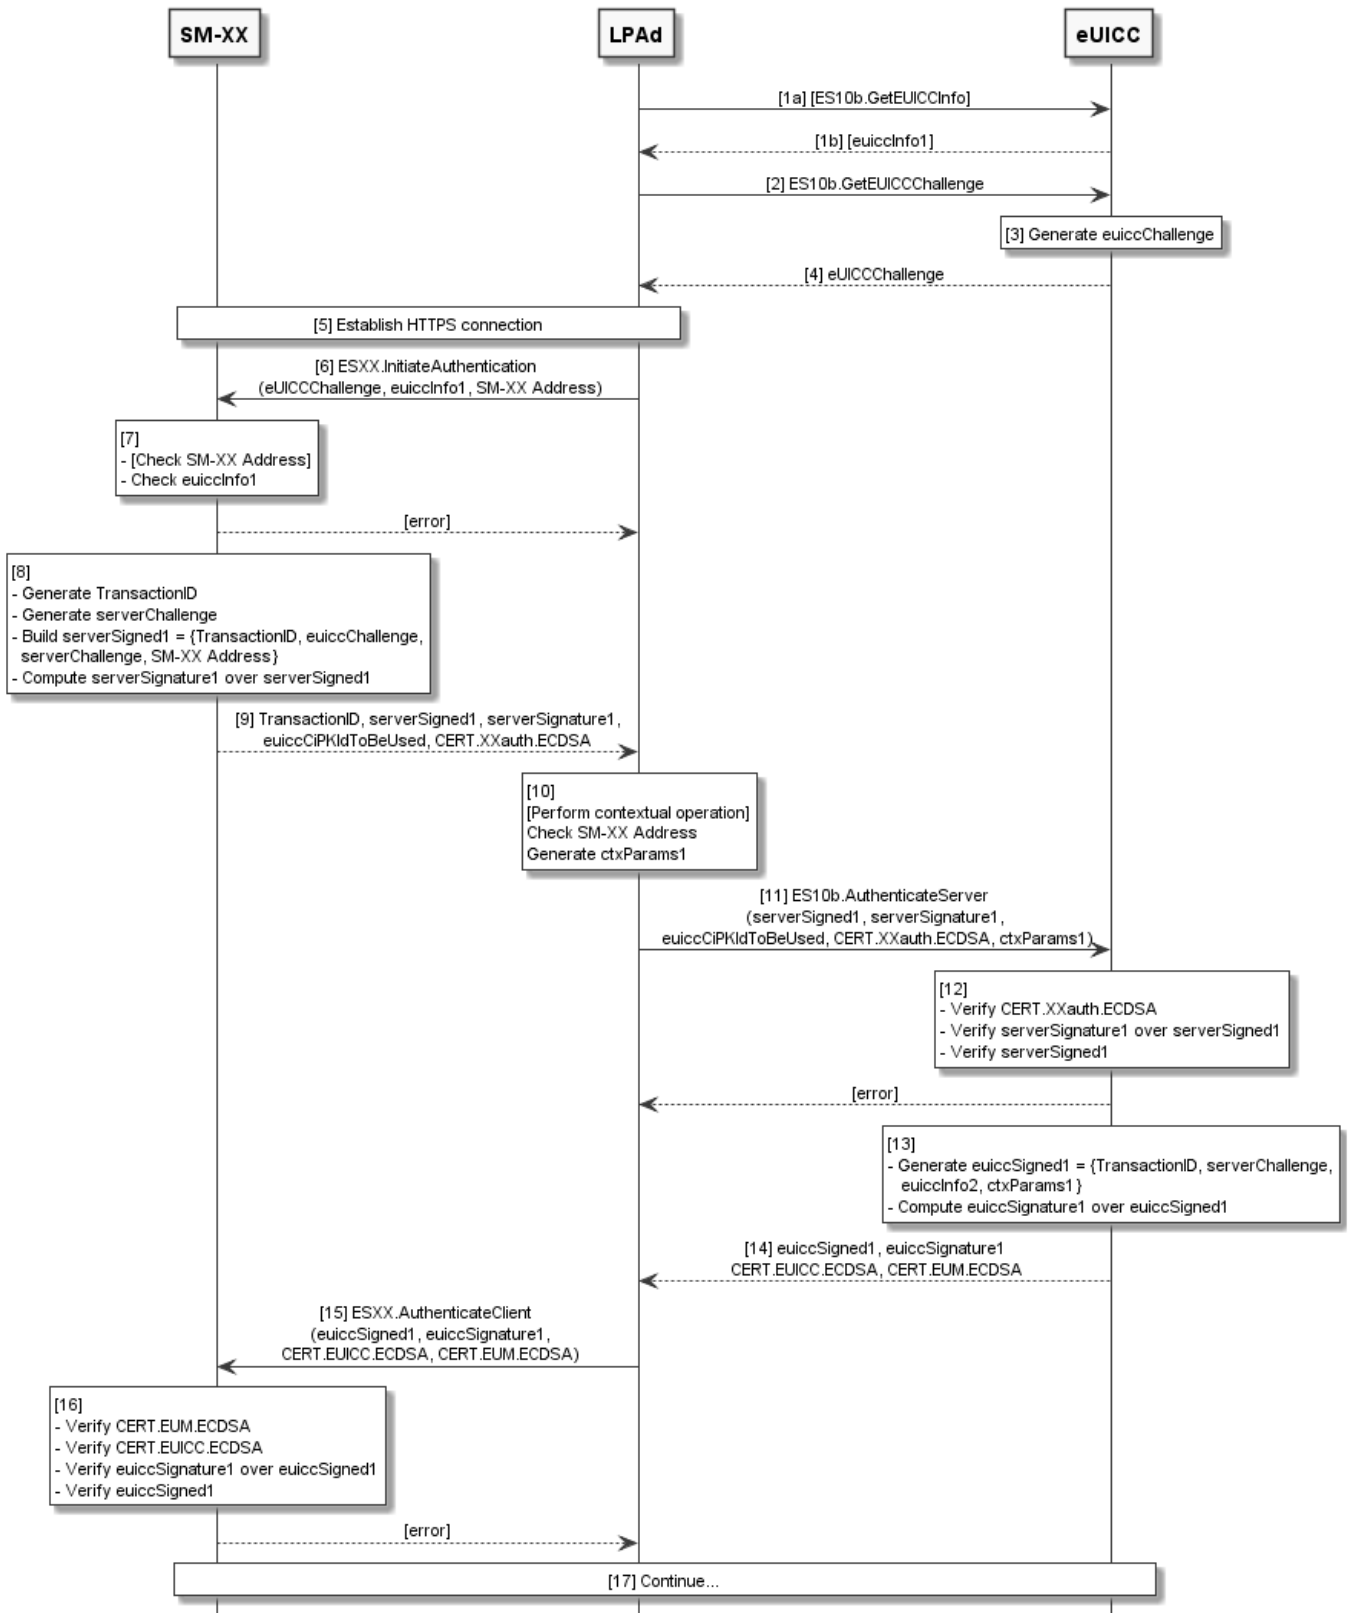 SM-XX
LPAd
eUICC
[1a] [ES10b.GetEUICCInfo]
[1b] [euiccInfo1]
[2] ES10b.GetEUICCChallenge
[3] Generate euiccChallenge
[4] eUICCChallenge
[5] Establish HTTPS connection
[6] ESXX.InitiateAuthentication
(eUICCChallenge, euiccInfo1, SM-XX Address)
[7]
- [Check SM-XX Address]
- Check euiccInfo1
[error]
[8]
- Generate TransactionID
- Generate serverChallenge
- Build serverSigned1 = {TransactionID, euiccChallenge,
serverChallenge, SM-XX Address}
- Compute serverSignature1 over serverSigned1
[9] TransactionID, serverSigned1, serverSignature1,
euiccCiPKIdToBeUsed, CERT.XXauth.ECDSA
[10]
[Perform contextual operation]
Check SM-XX Address
Generate ctxParams1
[11] ES10b.AuthenticateServer
(serverSigned1, serverSignature1,
euiccCiPKIdToBeUsed, CERT.XXauth.ECDSA, ctxParams1)
[12]
- Verify CERT.XXauth.ECDSA
- Verify serverSignature1 over serverSigned1
- Verify serverSigned1
[error]
[13]
- Generate euiccSigned1 = {TransactionID, serverChallenge,
euiccInfo2, ctxParams1}
- Compute euiccSignature1 over euiccSigned1
[14] euiccSigned1, euiccSignature1
CERT.EUICC.ECDSA, CERT.EUM.ECDSA
[15] ESXX.AuthenticateClient
(euiccSigned1, euiccSignature1,
CERT.EUICC.ECDSA, CERT.EUM.ECDSA)
[16]
- Verify CERT.EUM.ECDSA
- Verify CERT.EUICC.ECDSA
- Verify euiccSignature1 over euiccSigned1
- Verify euiccSigned1
[error]
[17] Continue...